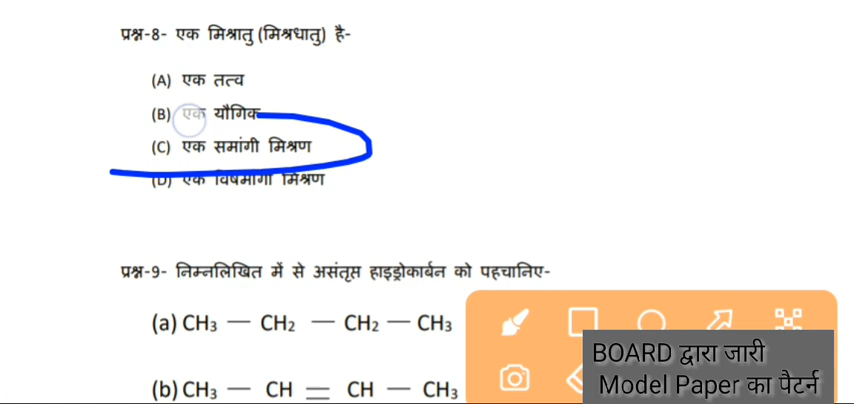 प्रश्न-8- एक मिश्रातु (मिश्रधातु) है-
(A) एक तत्व
(B) एक यौगिक
(C) एक समांगी मिश्रण
(D) एक विषमांगी मिश्रण
प्रश्न-9- निम्नलिखित में से असंतृप्त हाइड्रोकार्बन को पहचानिए-
(a) CH₃ — CH₂ — CH₂ — CH₃
(b) CH₃ — CH = CH — CH₃
BOARD द्वारा जारी
Model Paper का पैटर्न